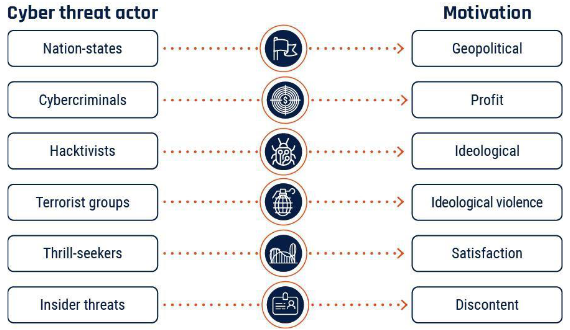 Cyber threat actor
Motivation
Nation-states
Geopolitical
Cybercriminals
$
Profit
Hacktivists
Ideological
Terrorist groups
Ideological violence
Thrill-seekers
Satisfaction
Insider threats
Discontent